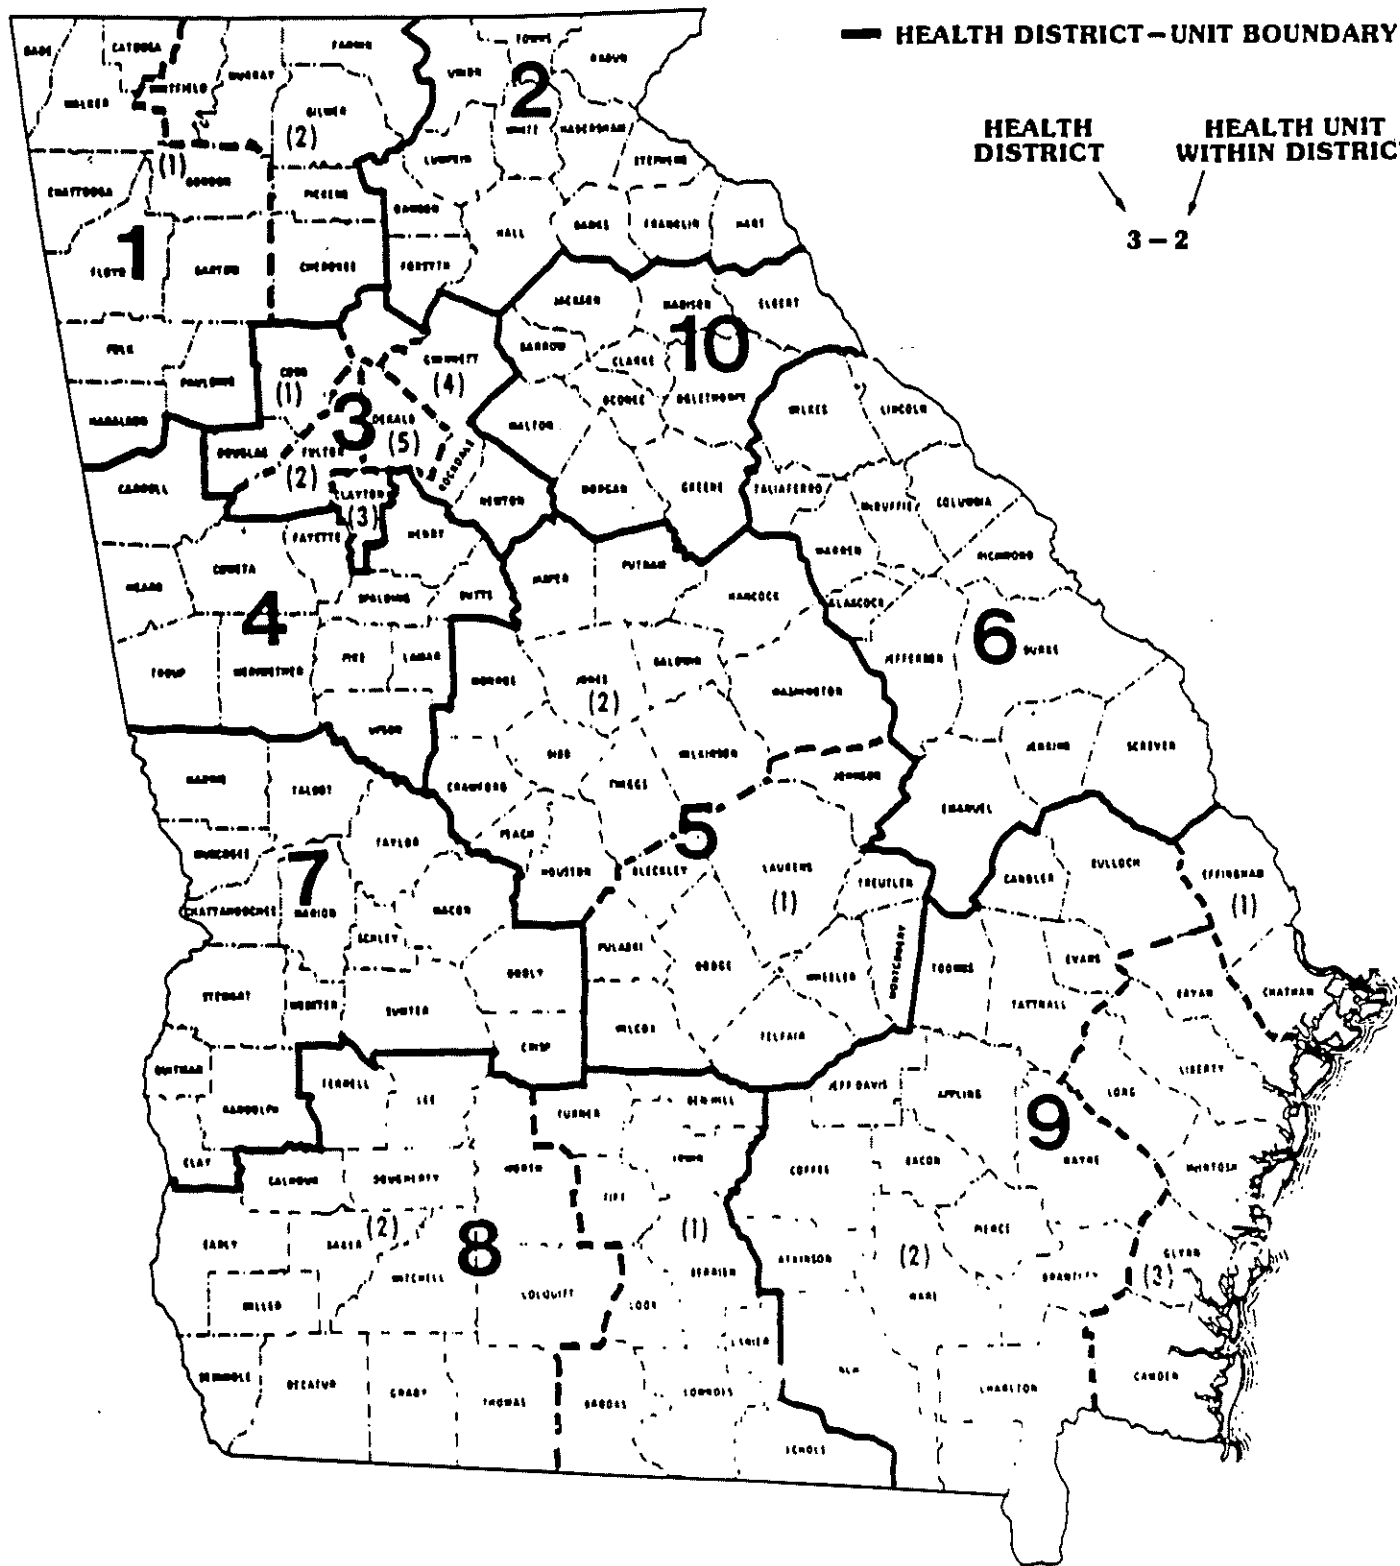 HEALTH DISTRICT–UNIT BOUNDARY
HEALTH DISTRICT
HEALTH UNIT WITHIN DISTRIC
3 – 2
DADE
CATOOSA
WHITFIELD
MURRAY
FANNIN
UNION
TOWNS
RABUN
2
WALKER
GILMER
(2)
WHITE
HABERSHAM
LUMPKIN
STEPHENS
(1)
GORDON
CHATTOOGA
PICKENS
DAWSON
HALL
BANKS
FRANKLIN
HART
1
FLOYD
BARTOW
CHEROKEE
FORSYTH
JACKSON
MADISON
ELBERT
10
POLK
PAULDING
COBB
(1)
GWINNETT
(4)
BARROW
CLARKE
OCONEE
OGLETHORPE
WILKES
LINCOLN
HARALSON
3
DEKALB
(5)
WALTON
DOUGLAS
FULTON
(2)
ROCKDALE
CARROLL
CLAYTON
(3)
NEWTON
MORGAN
GREENE
TALIAFERRO
McDUFFIE
COLUMBIA
FAYETTE
HENRY
WARREN
RICHMOND
HEARD
COWETA
SPALDING
BUTTS
JASPER
PUTNAM
HANCOCK
GLASCOCK
4
6
BURKE
TROUP
MERIWETHER
PIKE
LAMAR
MONROE
JONES
(2)
BALDWIN
WASHINGTON
JEFFERSON
UPSON
BIBB
WILKINSON
JENKINS
SCREVEN
HARRIS
TALBOT
CRAWFORD
TWIGGS
JOHNSON
EMANUEL
5
MUSCOGEE
7
TAYLOR
PEACH
HOUSTON
BLECKLEY
LAURENS
(1)
TREUTLEN
CANDLER
BULLOCH
EFFINGHAM
(1)
CHATTAHOOCHEE
MARION
MACON
SCHLEY
PULASKI
DODGE
WHEELER
MONTGOMERY
TOOMBS
EVANS
STEWART
WEBSTER
SUMTER
DOOLY
TATTNALL
BRYAN
CHATHAM
WILCOX
TELFAIR
CRISP
QUITMAN
TERRELL
LEE
TURNER
BEN HILL
JEFF DAVIS
APPLING
LONG
LIBERTY
RANDOLPH
9
CLAY
CALHOUN
DOUGHERTY
WORTH
IRWIN
COFFEE
BACON
WAYNE
McINTOSH
TIFT
(2)
8
(1)
PIERCE
EARLY
BAKER
MITCHELL
BERRIEN
ATKINSON
(2)
WARE
BRANTLEY
GLYNN
(3)
MILLER
COLQUITT
COOK
LANIER
SEMINOLE
DECATUR
GRADY
THOMAS
BROOKS
LOWNDES
CHARLTON
CAMDEN
ECHOLS